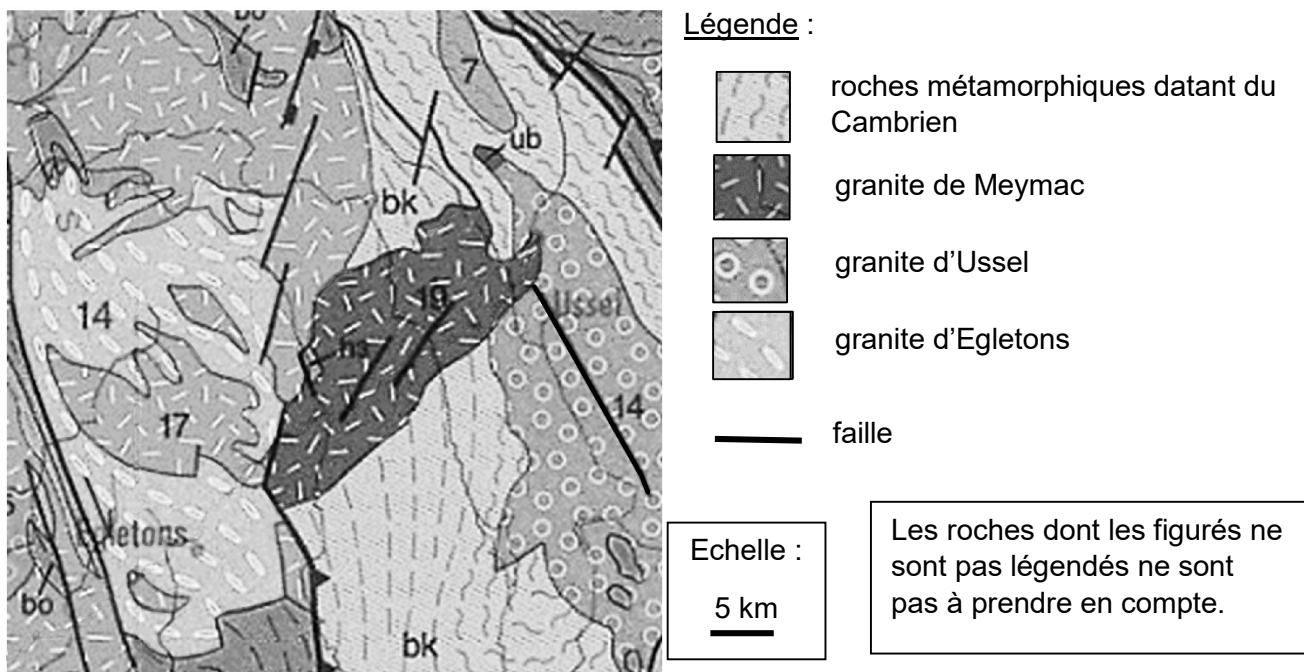 bo
7
ub
bk
19
Ussel
14
hs
14
17
Egletons
bo
bk
Légende :
roches métamorphiques datant du
Cambrien
granite de Meymac
granite d’Ussel
granite d’Egletons
faille
Echelle :
5 km
Les roches dont les figurés ne
sont pas légendés ne sont
pas à prendre en compte.